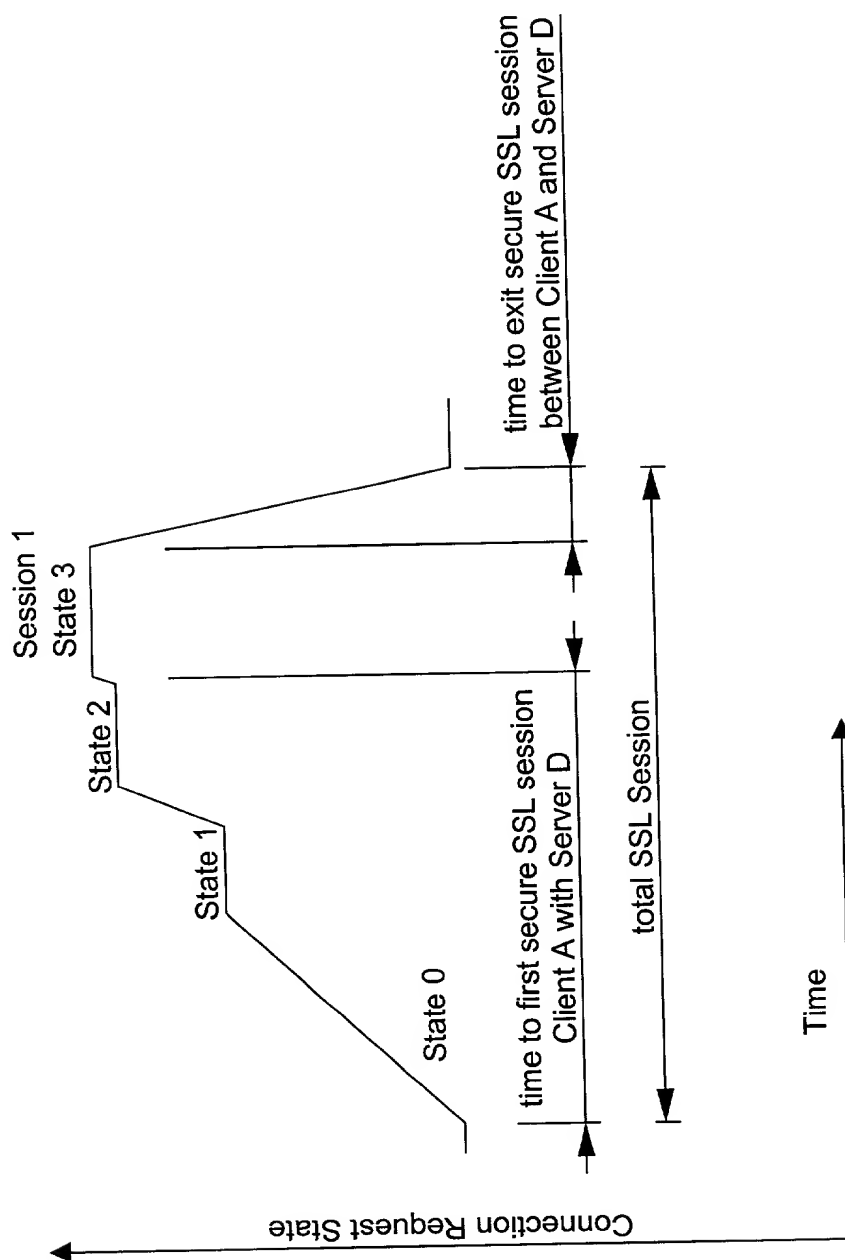 Session 1
State 3
State 2
State 1
State 0
time to first secure SSL session
Client A with Server D
time to exit secure SSL session
between Client A and Server D
total SSL Session
Time
Connection Request State